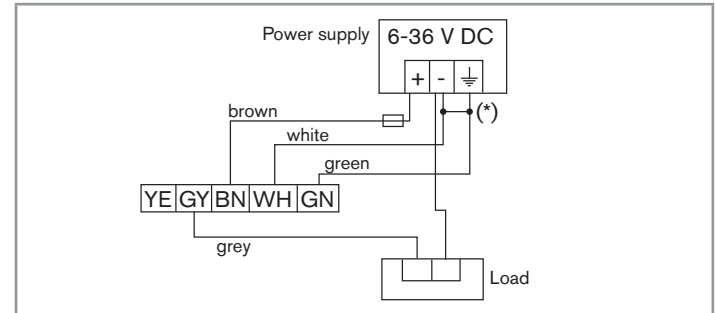 Power supply
6-36 V DC
+ -
(*)
brown
white
green
YE GY BN WH GN
grey
Load